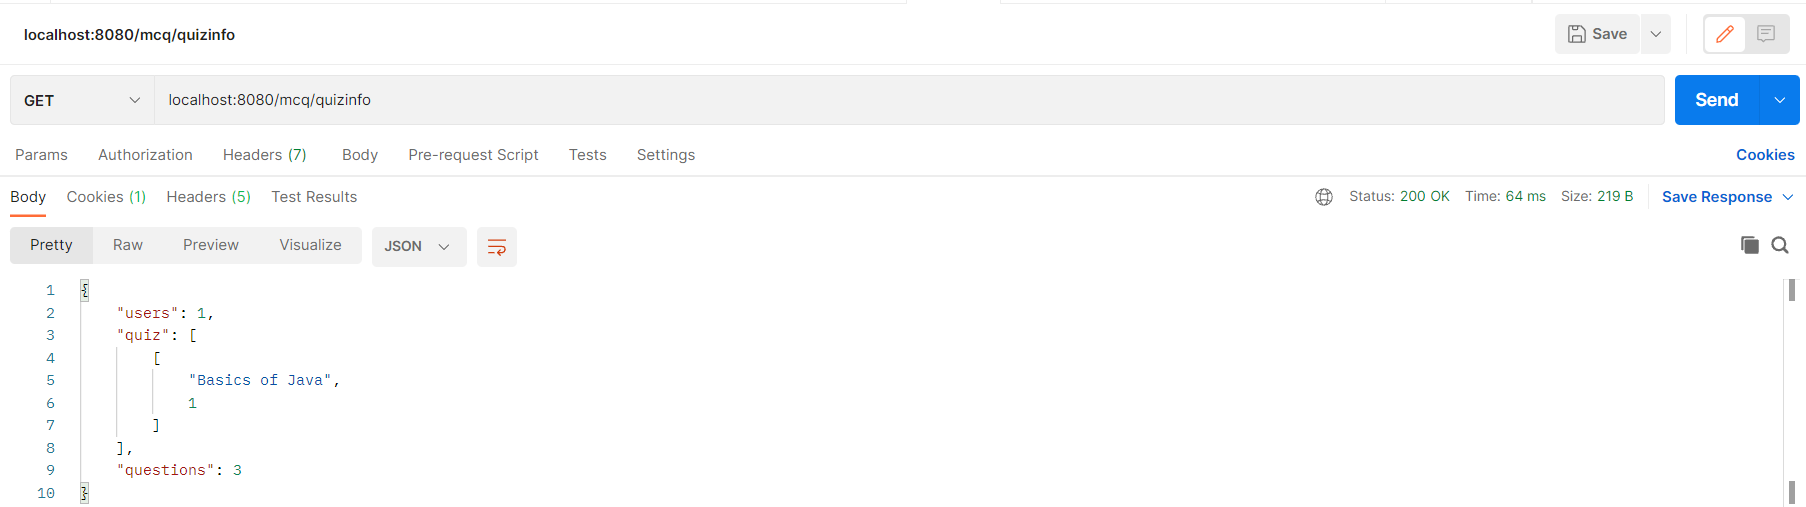 localhost:8080/mcq/quizinfo
Save
GET localhost:8080/mcq/quizinfo Send
Params Authorization Headers (7) Body Pre-request Script Tests Settings Cookies
Body Cookies (1) Headers (5) Test Results Status: 200 OK Time: 64 ms Size: 219 B Save Response
Pretty Raw Preview Visualize JSON
1 {
2 "users": 1,
3 "quiz": [
4 [
5 "Basics of Java",
6 1
7 ]
8 ],
9 "questions": 3
10 }